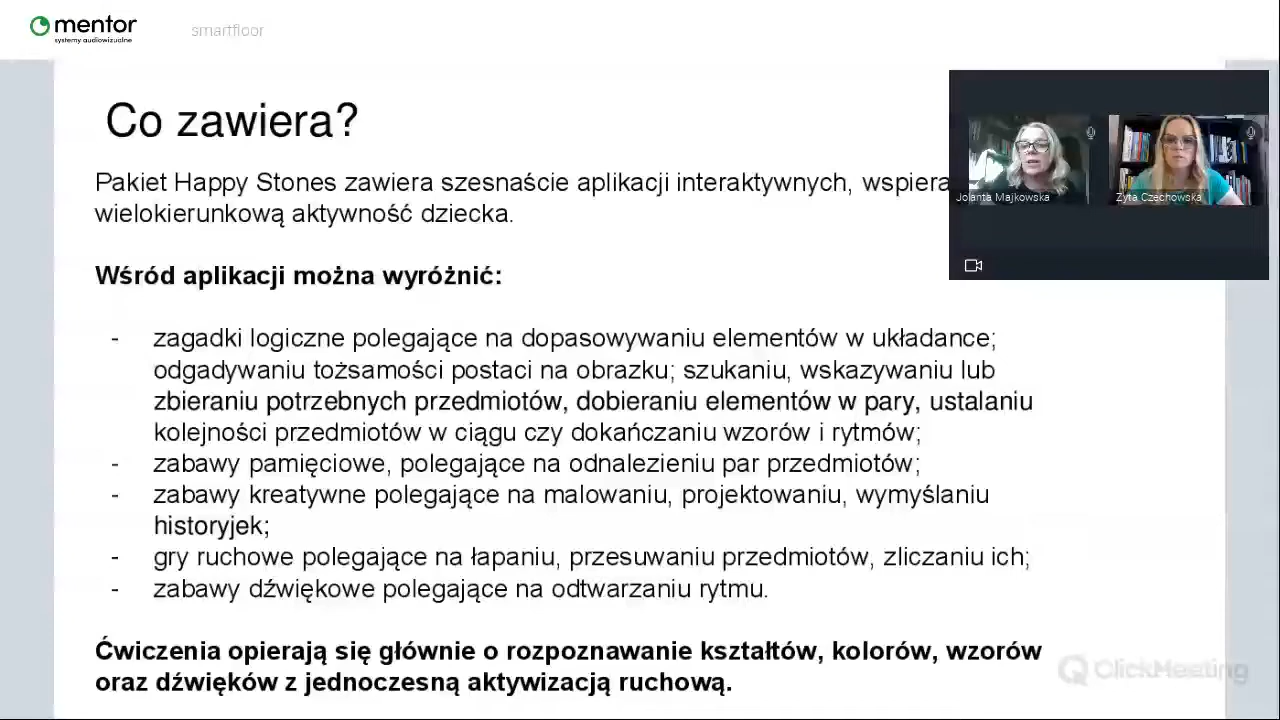 mentor
systemy audiowizualne
smartfloor
Co zawiera?
Pakiet Happy Stones zawiera szesnaście aplikacji interaktywnych, wspiera
wielokierunkową aktywność dziecka.
Wśród aplikacji można wyróżnić:
- zagadki logiczne polegające na dopasowywaniu elementów w układance;
odgadywaniu tożsamości postaci na obrazku; szukaniu, wskazywaniu lub
zbieraniu potrzebnych przedmiotów, dobieraniu elementów w pary, ustalaniu
kolejności przedmiotów w ciągu czy dokańczaniu wzorów i rytmów;
- zabawy pamięciowe, polegające na odnalezieniu par przedmiotów;
- zabawy kreatywne polegające na malowaniu, projektowaniu, wymyślaniu
historyjek;
- gry ruchowe polegające na łapaniu, przesuwaniu przedmiotów, zliczaniu ich;
- zabawy dźwiękowe polegające na odtwarzaniu rytmu.
Ćwiczenia opierają się głównie o rozpoznawanie kształtów, kolorów, wzorów
oraz dźwięków z jednoczesną aktywizacją ruchową.
Jolanta Majkowska
Zyta Czechowska
ClickMeeting